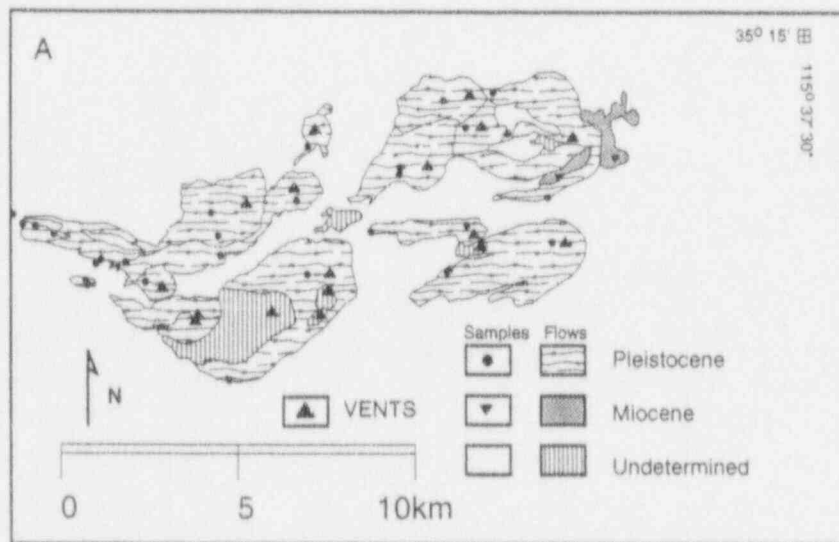 A
35° 15'
115° 37' 30"
Samples Flows
Pleistocene
VENTS
Miocene
Undetermined
N
0 5 10km